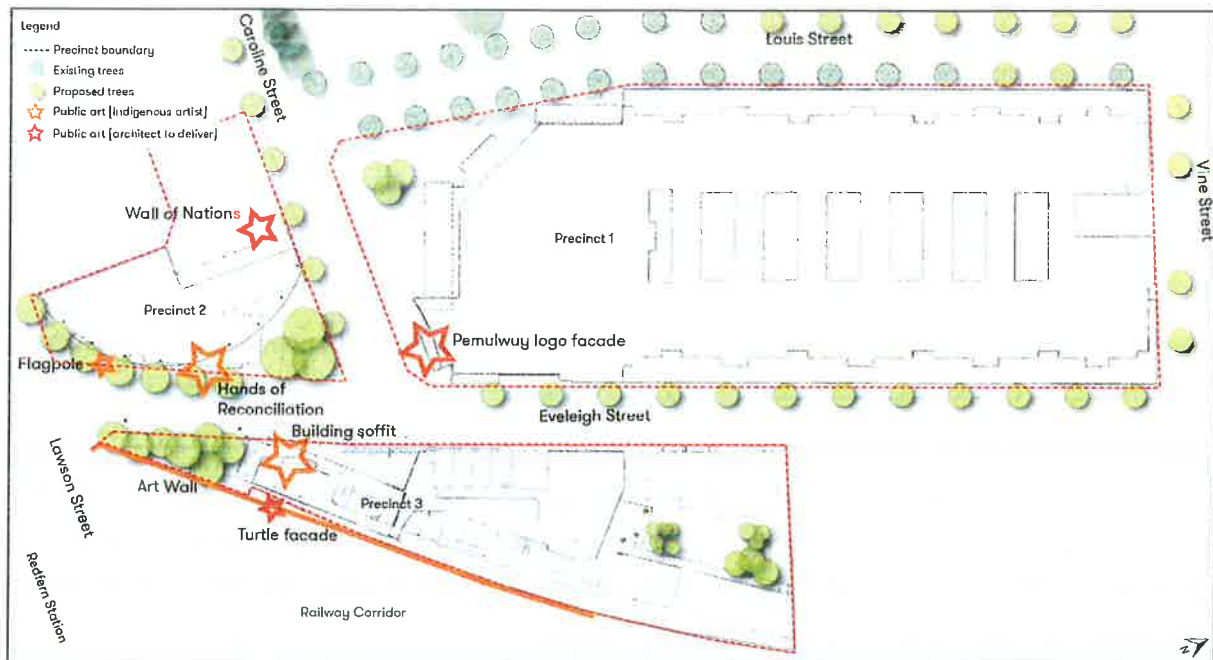 Legend
Precinct boundary
Existing trees
Proposed trees
Public art (Indigenous artist)
Public art (architect to deliver)
Caroline Street
Louis Street
Vine Street
Wall of Nations
Precinct 1
Precinct 2
Pemulwuy logo facade
Flagpole
Hands of
Reconciliation
Eveleigh Street
Building soffit
Lawson Street
Art Wall
Precinct 3
Turtle facade
Redfern Station
Railway Corridor
N